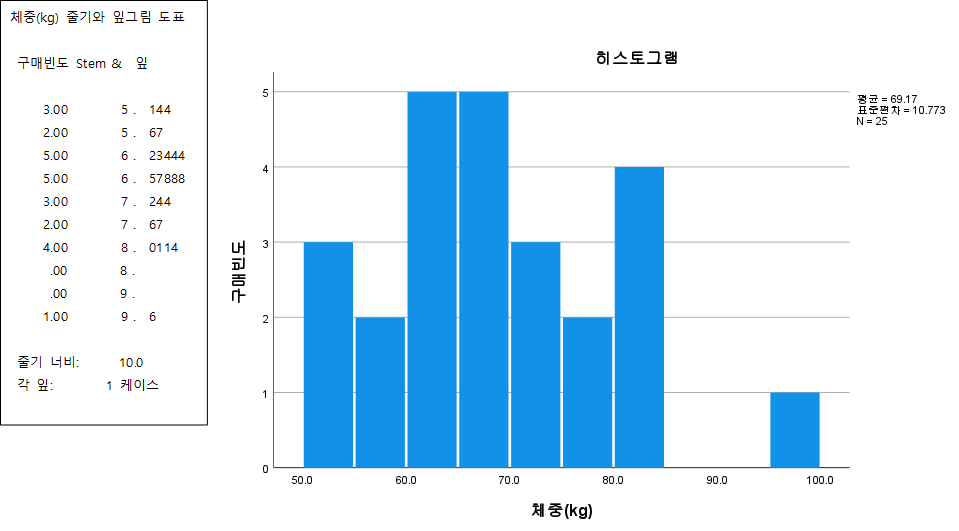 체중(kg) 줄기와 잎그림 도표
구매빈도 Stem & 잎
3.00 5 . 144
2.00 5 . 67
5.00 6 . 23444
5.00 6 . 57888
3.00 7 . 244
2.00 7 . 67
4.00 8 . 0114
.00 8 .
.00 9 .
1.00 9 . 6
줄기 너비: 10.0
각 잎: 1 케이스
히스토그램
평균 = 69.17
표준편차 = 10.773
N = 25
구매빈도
5
4
3
2
1
0
50.0 60.0 70.0 80.0 90.0 100.0
체중(kg)